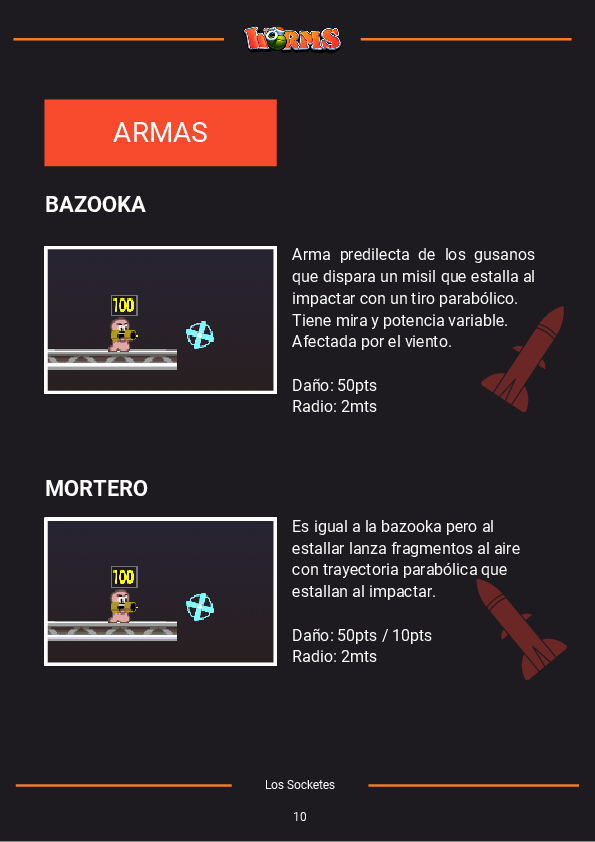 WORMS
ARMAS
BAZOOKA
100
Arma predilecta de los gusanos
que dispara un misil que estalla al
impactar con un tiro parabólico.
Tiene mira y potencia variable.
Afectada por el viento.
Daño: 50pts
Radio: 2mts
MORTERO
100
Es igual a la bazooka pero al
estallar lanza fragmentos al aire
con trayectoria parabólica que
estallan al impactar.
Daño: 50pts / 10pts
Radio: 2mts
Los Socketes
10